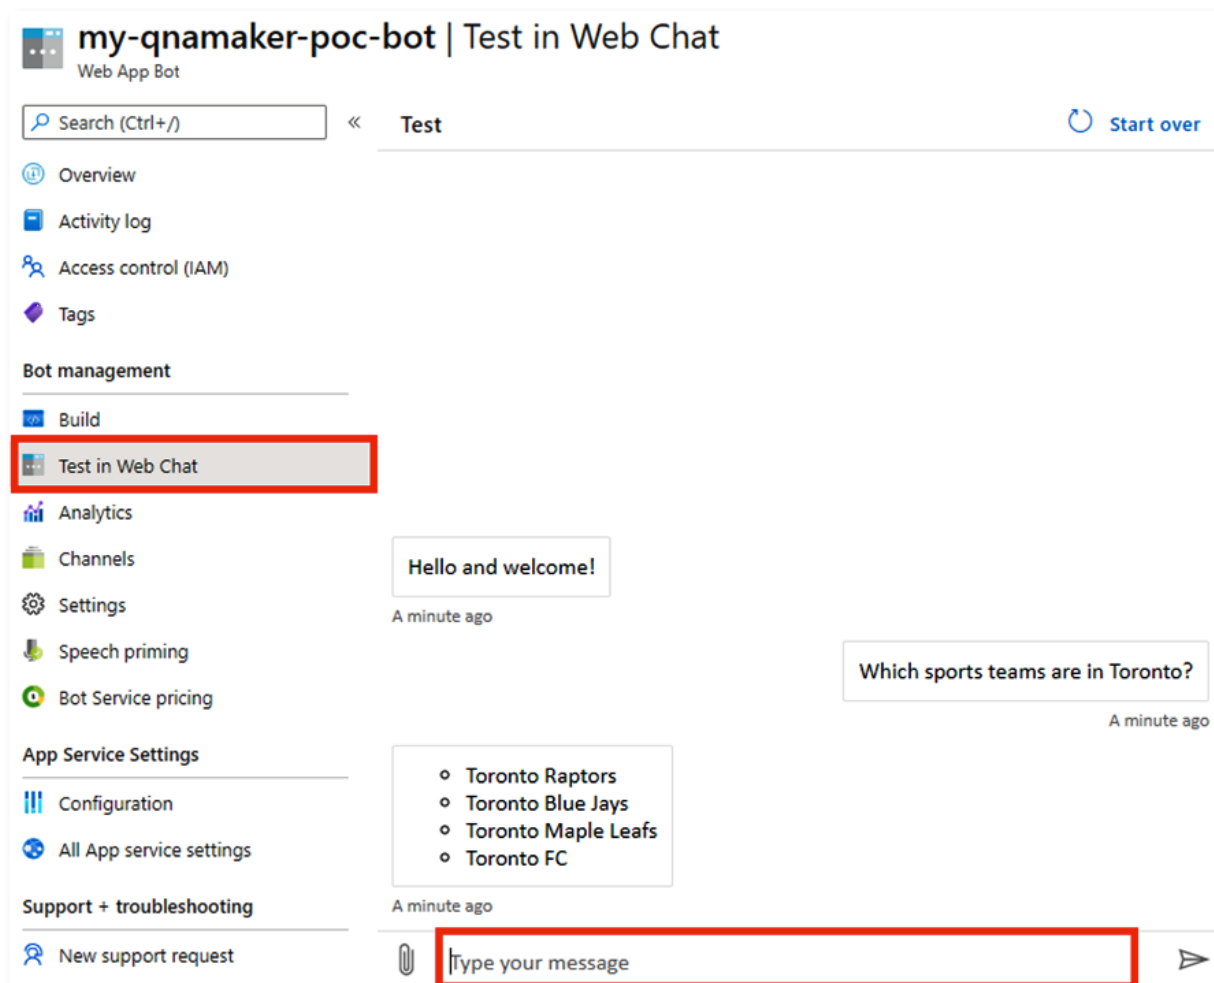 my-qnamaker-poc-bot | Test in Web Chat
Web App Bot
Search (Ctrl+/)
«
Overview
Activity log
Access control (IAM)
Tags
Bot management
Build
Test in Web Chat
Analytics
Channels
Settings
Speech priming
Bot Service pricing
App Service Settings
Configuration
All App service settings
Support + troubleshooting
New support request
Test
Start over
Hello and welcome!
A minute ago
Which sports teams are in Toronto?
A minute ago
Toronto Raptors
Toronto Blue Jays
Toronto Maple Leafs
Toronto FC
A minute ago
Type your message